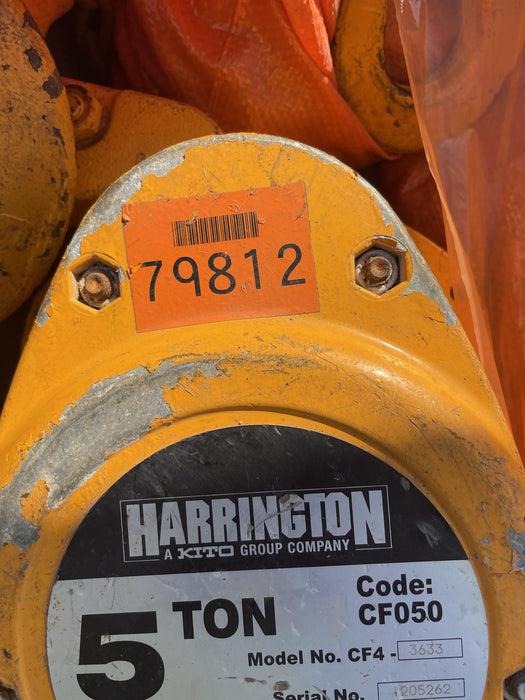 79812
HARRINGTON
A KITO GROUP COMPANY
5 TON
Code:
CF050
Model No. CF4 - 3633
Serial No. 205262